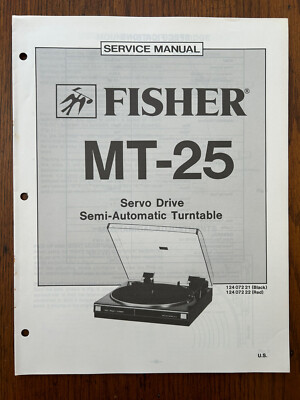 SERVICE MANUAL
FISHER®
MT-25
Servo Drive
Semi-Automatic Turntable
124 072 21 (Black)
124 072 22 (Red)
U.S.